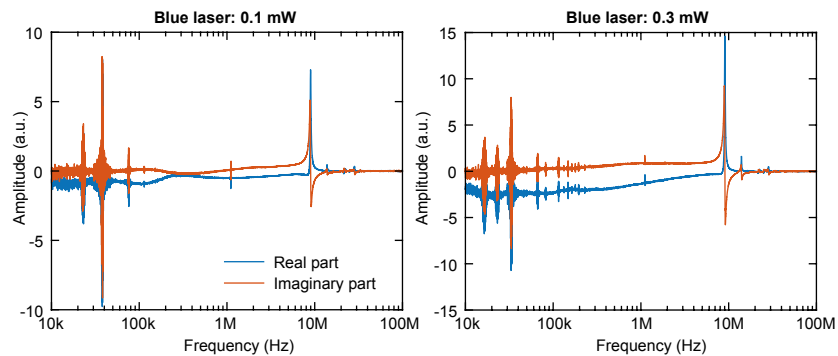 Blue laser: 0.1 mW
10
5
0
-5
-10
Amplitude (a.u.)
Real part
Imaginary part
10k
100k
1M
10M
100M
Frequency (Hz)
Blue laser: 0.3 mW
15
10
5
0
-5
-10
-15
Amplitude (a.u.)
10k
100k
1M
10M
100M
Frequency (Hz)